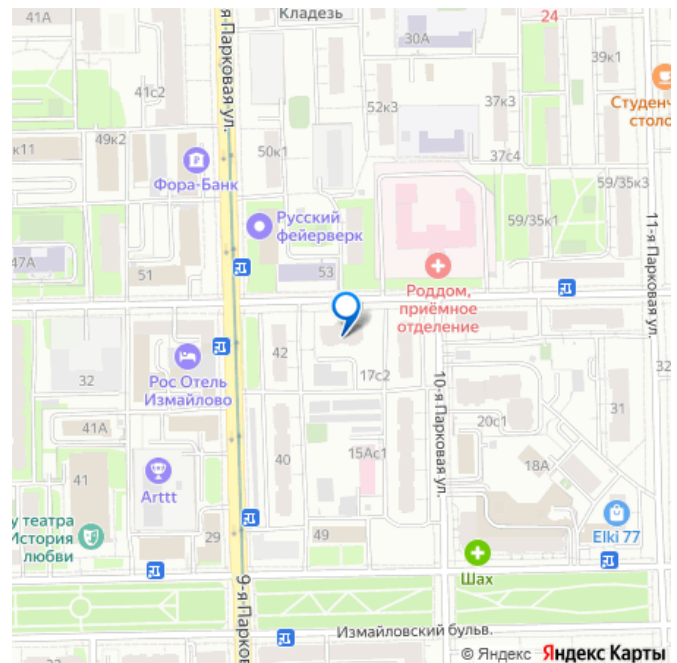 41А
Кладезь
30А
24
39к1
я-Парковая ул.
41с2
52к3
37к3
Студенч
столо
49к2
к11
Фора-Банк
50к1
37с4
59/35к3
Русский
фейерверк
59/35к1
11-я Парковая ул.
47А
51
53
Роддом,
приёмное
отделение
42
Рос Отель
Измайлово
32
17с2
10-я Парковая ул.
32
31
41А
20с1
40
15Ас1
18А
41
Arttt
у театра
История
любви
29
49
Elki 77
Шах
9-я Парков
Измайловский бульв.
© Яндекс Яндекс Карты